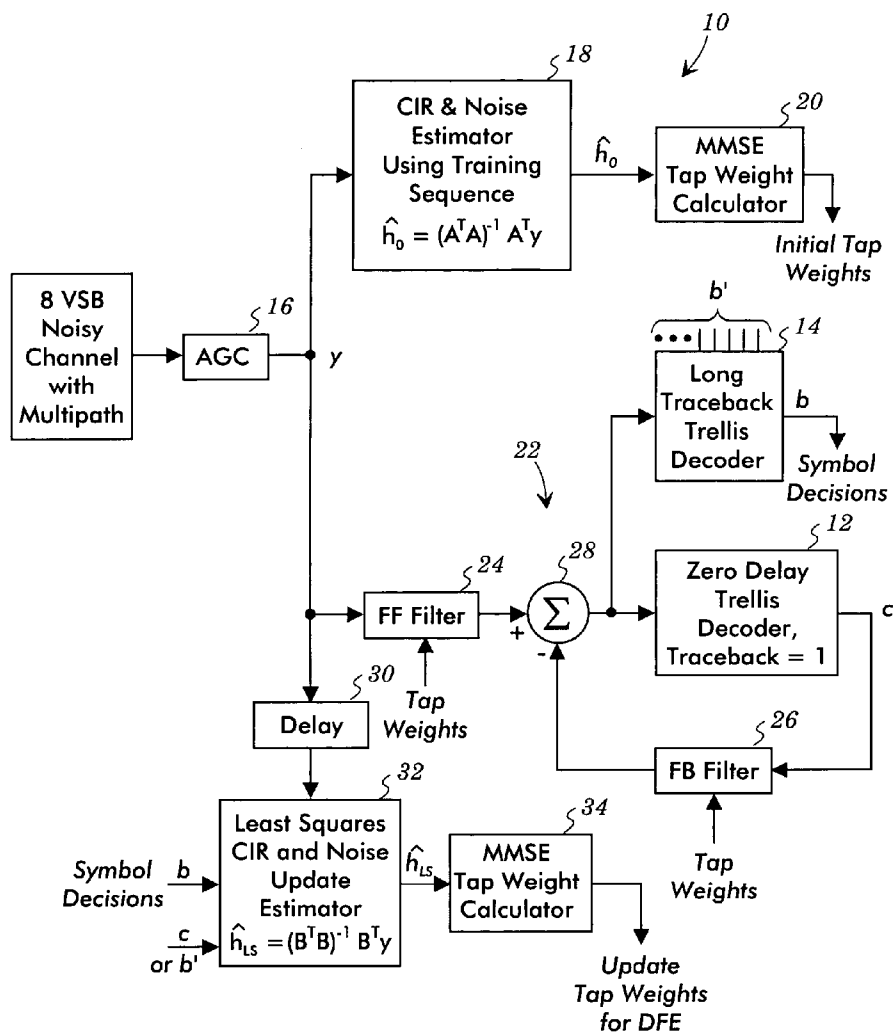 10
18
CIR & Noise
Estimator
Using Training
Sequence
ĥ₀ = (AᵀA)⁻¹ Aᵀy
ĥ₀
20
MMSE
Tap Weight
Calculator
Initial Tap
Weights
8 VSB
Noisy
Channel
with
Multipath
16
AGC
y
b'
14
Long
Traceback
Trellis
Decoder
b
Symbol
Decisions
22
12
Zero Delay
Trellis
Decoder,
Traceback = 1
c
24
FF Filter
Tap
Weights
28
+
Σ
-
26
FB Filter
Tap
Weights
30
Delay
32
Least Squares
CIR and Noise
Update
Estimator
ĥLS = (BᵀB)⁻¹ Bᵀy
Symbol
Decisions
b
c
or b'
ĥLS
34
MMSE
Tap Weight
Calculator
Update
Tap Weights
for DFE